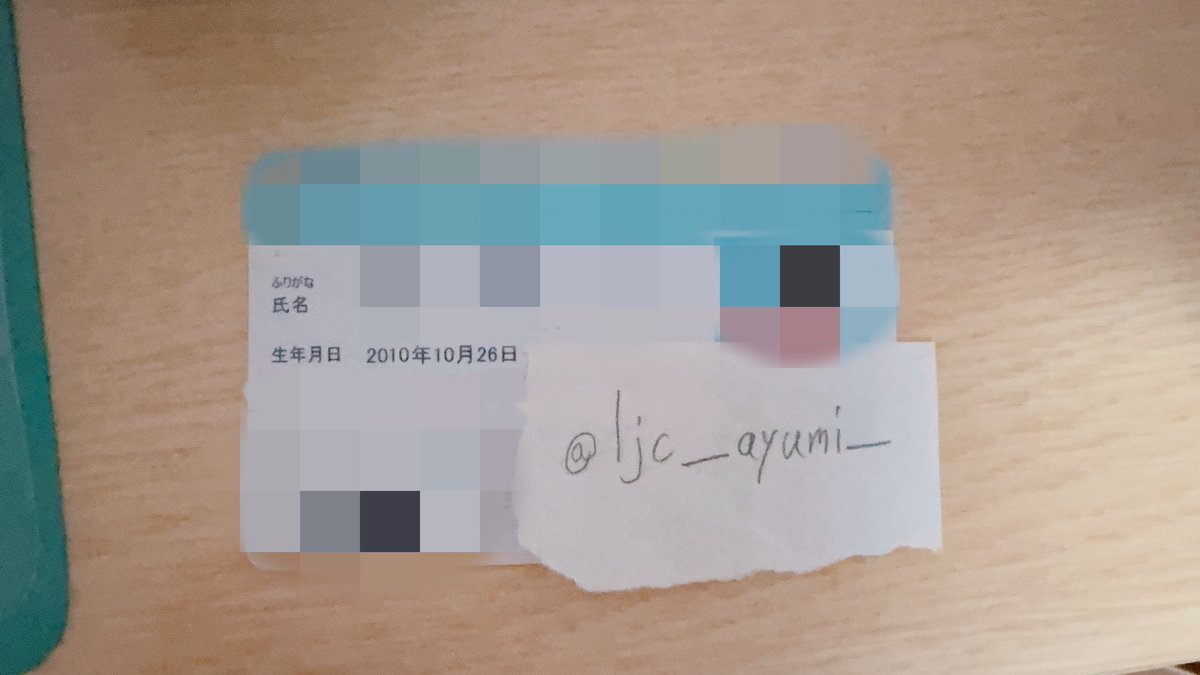 ふりがな
氏名
生年月日 2010年10月26日
@ljc_ayumi_